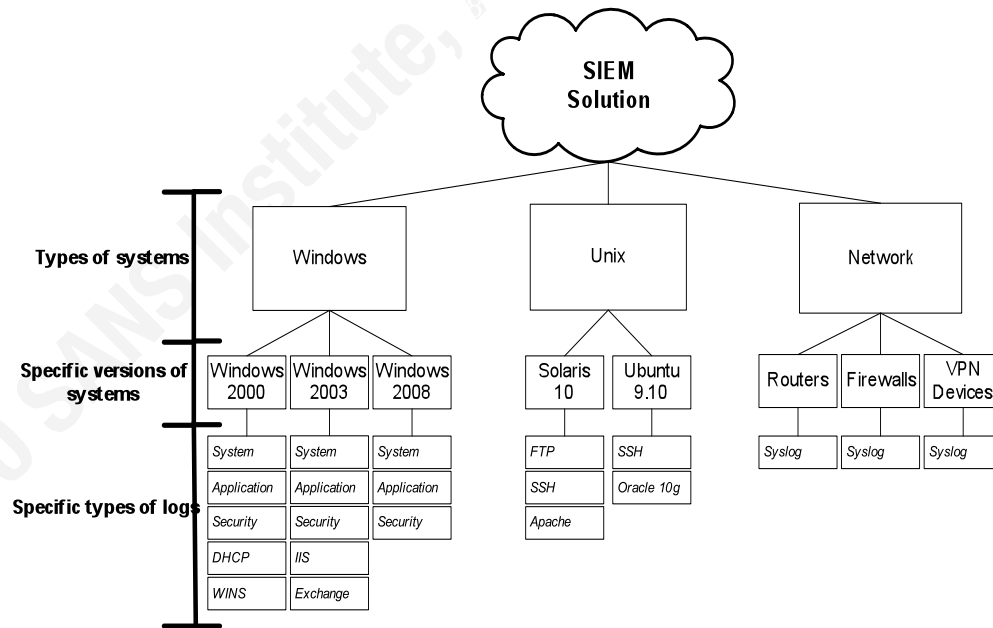 SANS Institute,
SIEM
Solution
Types of systems
Windows
Unix
Network
Specific versions of
systems
Windows
2000
Windows
2003
Windows
2008
Solaris
10
Ubuntu
9.10
Routers
Firewalls
VPN
Devices
Specific types of logs
System
Application
Security
DHCP
WINS
System
Application
Security
IIS
Exchange
System
Application
Security
FTP
SSH
Apache
SSH
Oracle 10g
Syslog
Syslog
Syslog